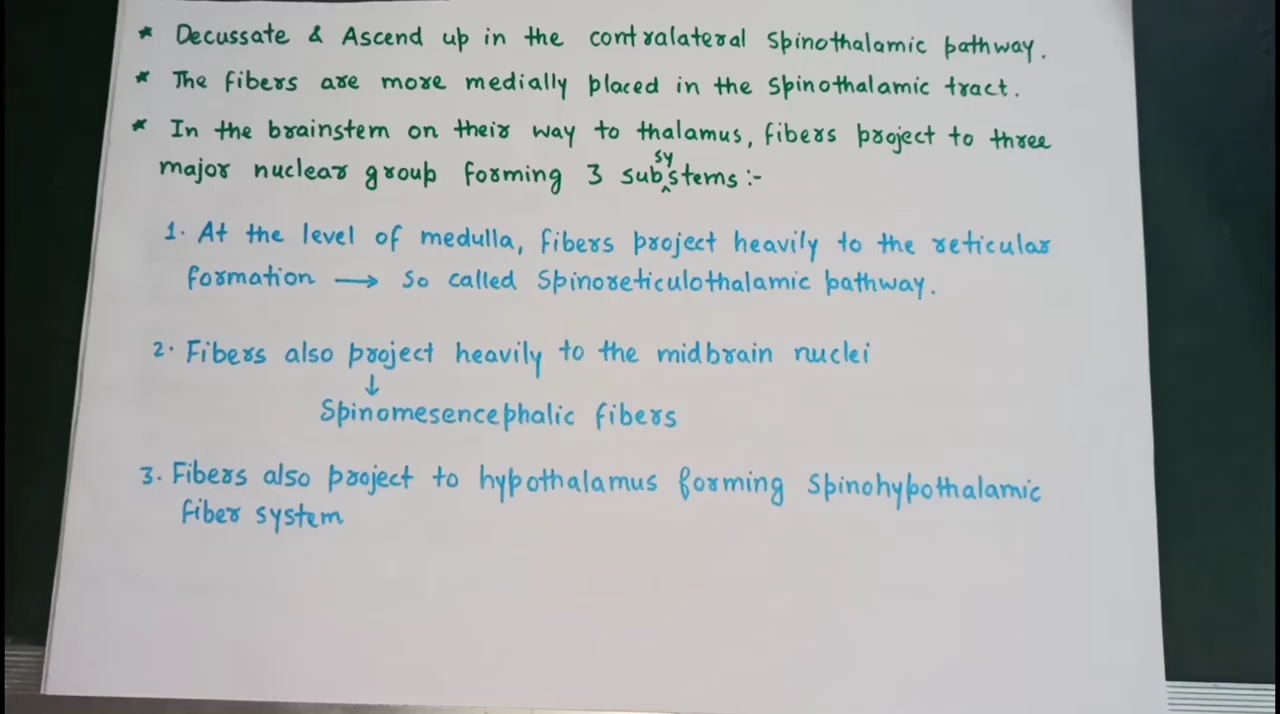 * Decussate & Ascend up in the contralateral Spinothalamic pathway.
* The fibers are more medially placed in the spinothalamic tract.
* In the brainstem on their way to thalamus, fibers project to three
major nuclear group forming 3 subsystems :-
1. At the level of medulla, fibers project heavily to the reticular
formation → So called Spinoreticulothalamic pathway.
2. Fibers also project heavily to the midbrain nuclei
↓
Spinomesencephalic fibers
3. Fibers also project to hypothalamus forming Spinohypothalamic
fiber system